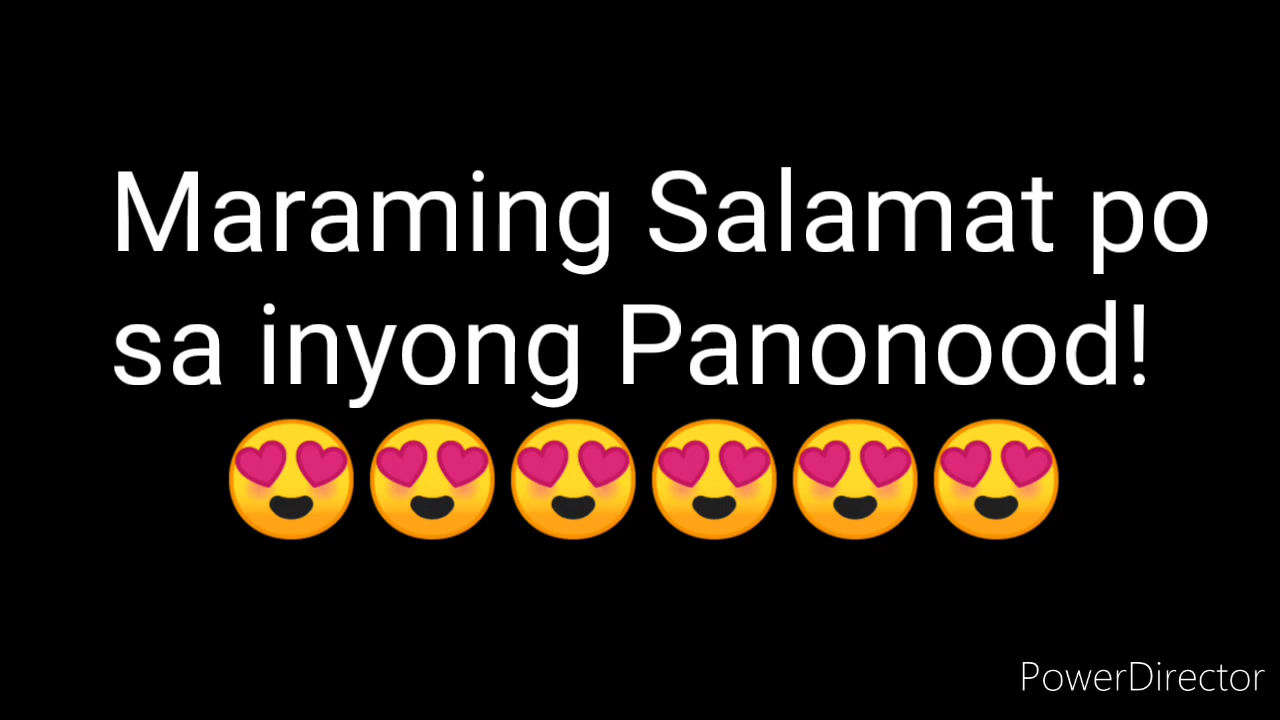 Maraming Salamat po
sa inyong Panonood!
😍😍😍😍😍😍
PowerDirector